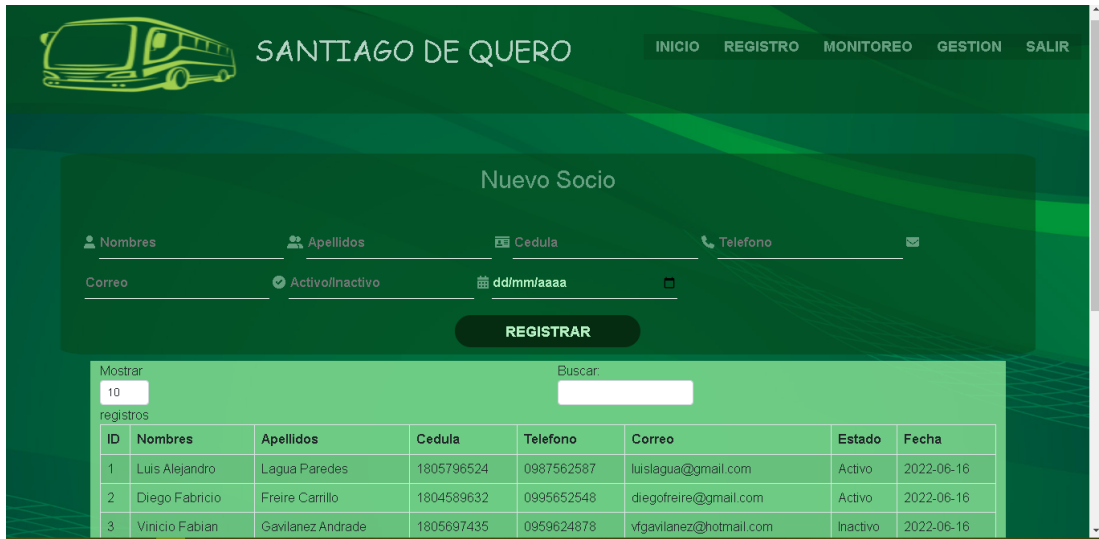 SANTIAGO DE QUERO
INICIO REGISTRO MONITOREO GESTION SALIR
Nuevo Socio
Nombres Apellidos Cedula Telefono
Correo Activo/Inactivo dd/mm/aaaa
REGISTRAR
Mostrar Buscar:
10
registros
ID Nombres Apellidos Cedula Telefono Correo Estado Fecha
1 Luis Alejandro Lagua Paredes 1805796524 0987562587 luislagua@gmail.com Activo 2022-06-16
2 Diego Fabricio Freire Carrillo 1804589632 0995652548 diegofreire@gmail.com Activo 2022-06-16
3 Vinicio Fabian Gavilanez Andrade 1805697435 0959624878 vfgavilanez@hotmail.com Inactivo 2022-06-16